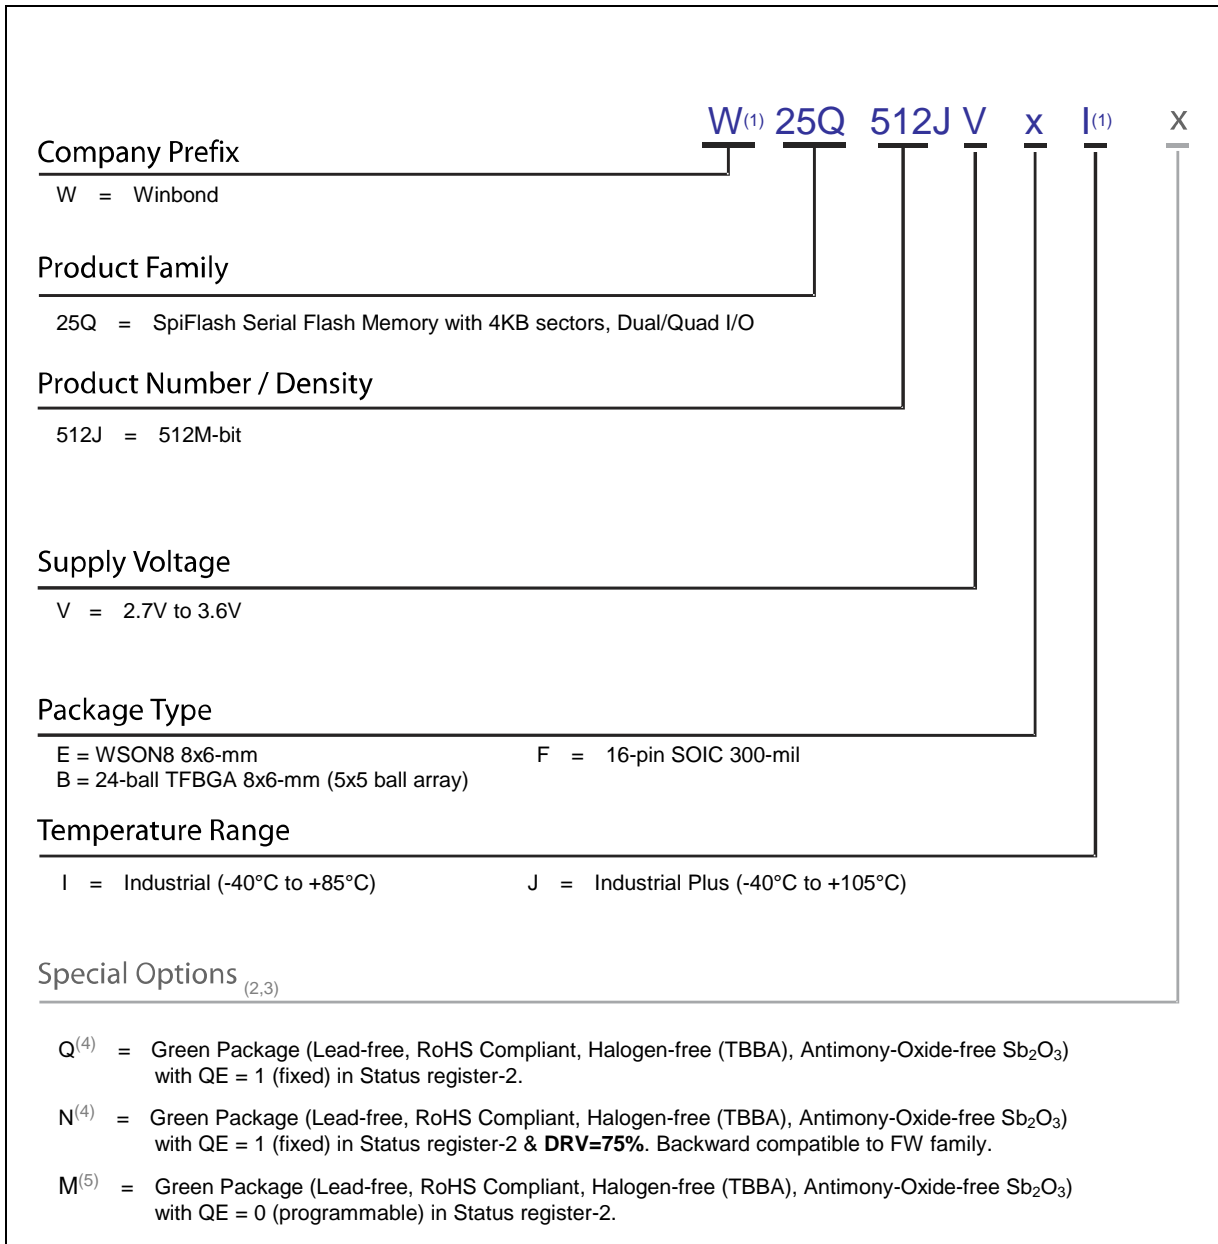 W(1) 25Q 512J V x I(1) x
Company Prefix
W = Winbond
Product Family
25Q = SpiFlash Serial Flash Memory with 4KB sectors, Dual/Quad I/O
Product Number / Density
512J = 512M-bit
Supply Voltage
V = 2.7V to 3.6V
Package Type
E = WSON8 8x6-mm F = 16-pin SOIC 300-mil
B = 24-ball TFBGA 8x6-mm (5x5 ball array)
Temperature Range
I = Industrial (-40°C to +85°C) J = Industrial Plus (-40°C to +105°C)
Special Options (2,3)
Q(4) = Green Package (Lead-free, RoHS Compliant, Halogen-free (TBBA), Antimony-Oxide-free Sb₂O₃)
with QE = 1 (fixed) in Status register-2.
N(4) = Green Package (Lead-free, RoHS Compliant, Halogen-free (TBBA), Antimony-Oxide-free Sb₂O₃)
with QE = 1 (fixed) in Status register-2 & DRV=75%. Backward compatible to FW family.
M(5) = Green Package (Lead-free, RoHS Compliant, Halogen-free (TBBA), Antimony-Oxide-free Sb₂O₃)
with QE = 0 (programmable) in Status register-2.